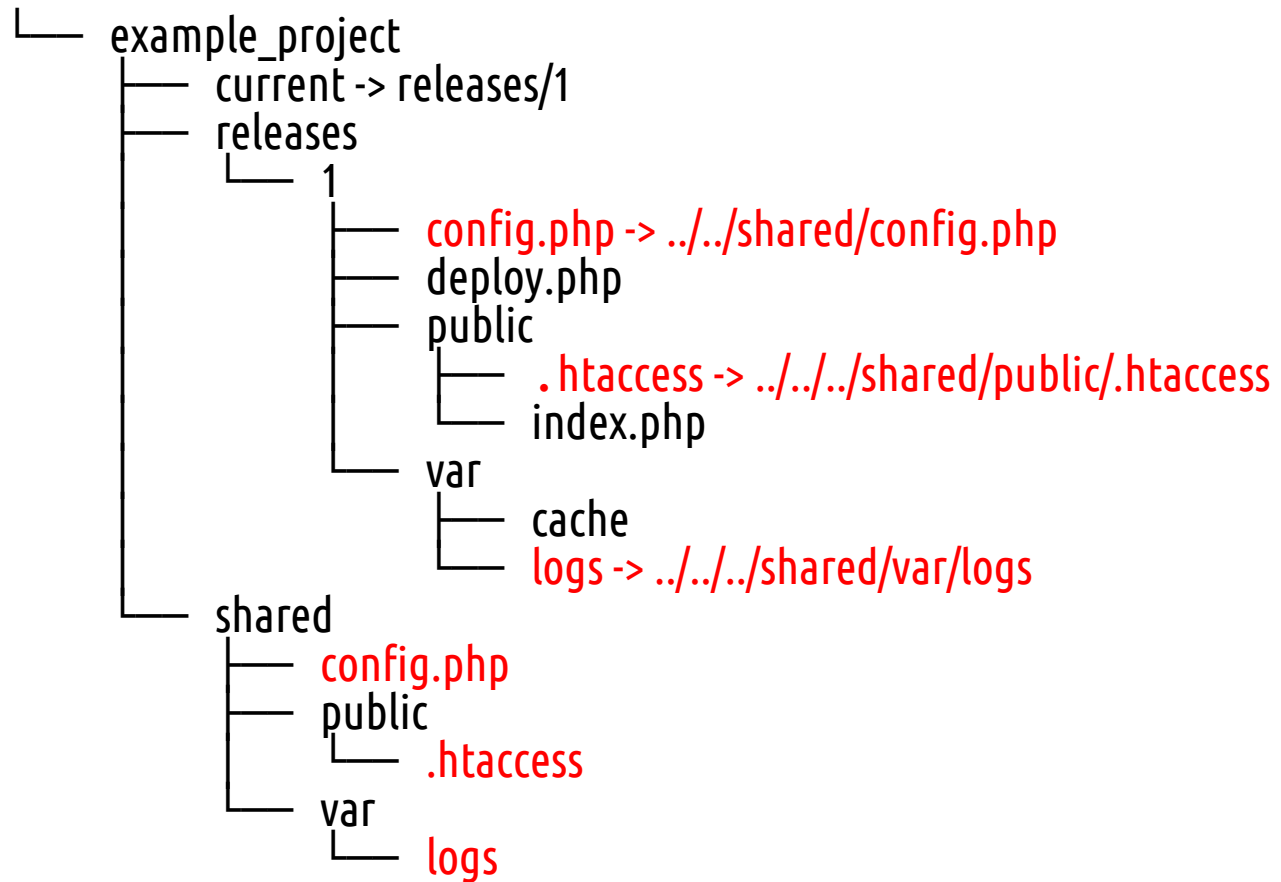 └── example_project
    ├── current -> releases/1
    ├── releases
    │   └── 1
    │       ├── config.php -> ../../shared/config.php
    │       ├── deploy.php
    │       ├── public
    │       │   ├── .htaccess -> ../../../shared/public/.htaccess
    │       │   └── index.php
    │       └── var
    │           ├── cache
    │           └── logs -> ../../../shared/var/logs
    └── shared
        ├── config.php
        ├── public
        │   └── .htaccess
        └── var
            └── logs